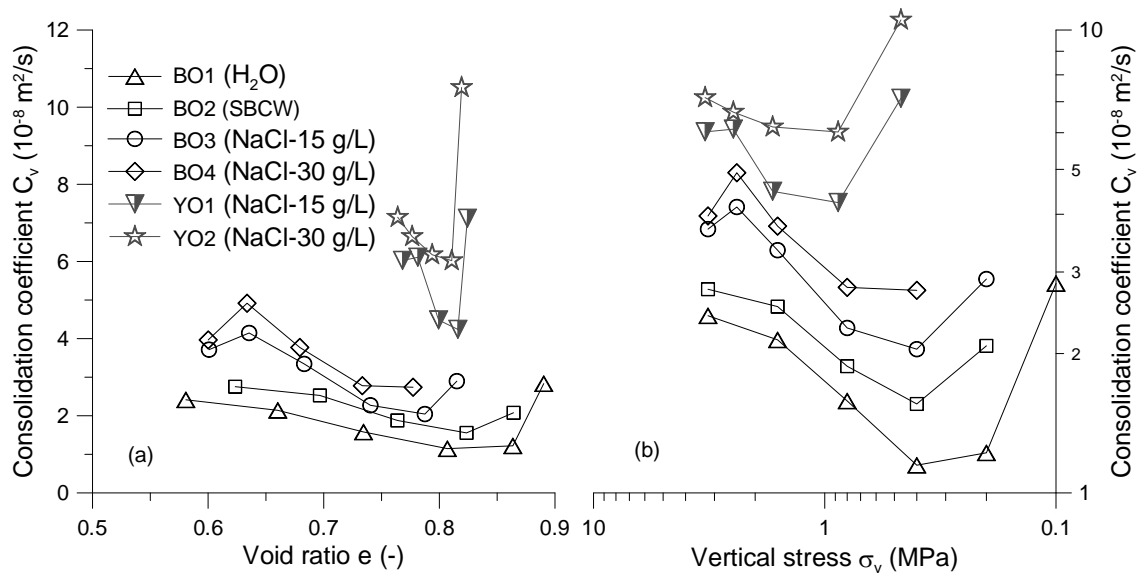 Consolidation coefficient Cᵥ (10⁻⁸ m²/s)
12
10
8
6
4
2
0
BO1 (H₂O)
BO2 (SBCW)
BO3 (NaCl-15 g/L)
BO4 (NaCl-30 g/L)
YO1 (NaCl-15 g/L)
YO2 (NaCl-30 g/L)
(a)
0.5 0.6 0.7 0.8 0.9
Void ratio e (-)
(b)
10 1 0.1
Vertical stress σᵥ (MPa)
10
5
4
3
2
1
Consolidation coefficient Cᵥ (10⁻⁸ m²/s)